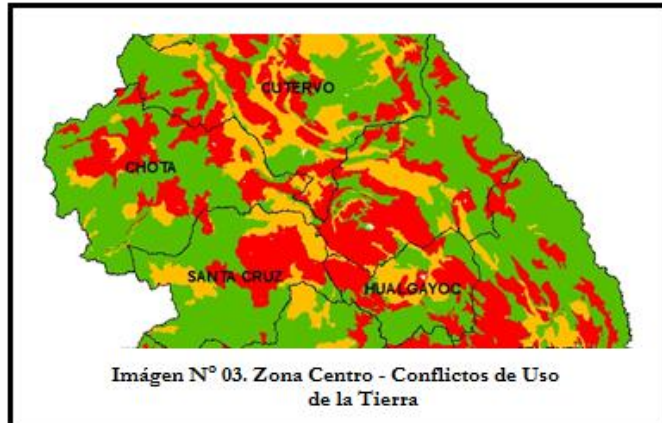 CUTERVO
CHOTA
SANTA CRUZ
HUALGAYOC
Imágen N° 03. Zona Centro - Conflictos de Uso
de la Tierra